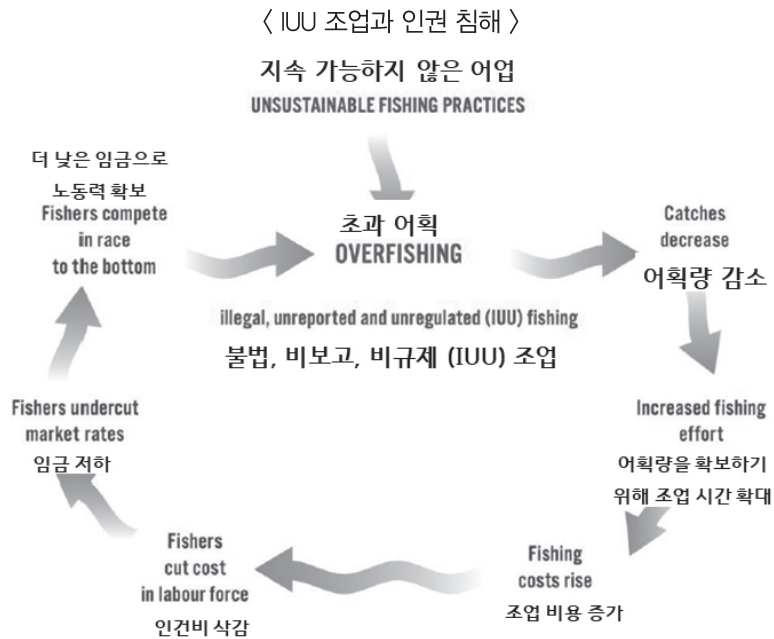 < IUU 조업과 인권 침해 >
지속 가능하지 않은 어업
UNSUSTAINABLE FISHING PRACTICES
초과 어획
OVERFISHING
illegal, unreported and unregulated (IUU) fishing
불법, 비보고, 비규제 (IUU) 조업
Catches
decrease
어획량 감소
Increased fishing
effort
어획량을 확보하기
위해 조업 시간 확대
Fishing
costs rise
조업 비용 증가
Fishers
cut cost
in labour force
인건비 삭감
Fishers undercut
market rates
임금 저하
더 낮은 임금으로
노동력 확보
Fishers compete
in race
to the bottom